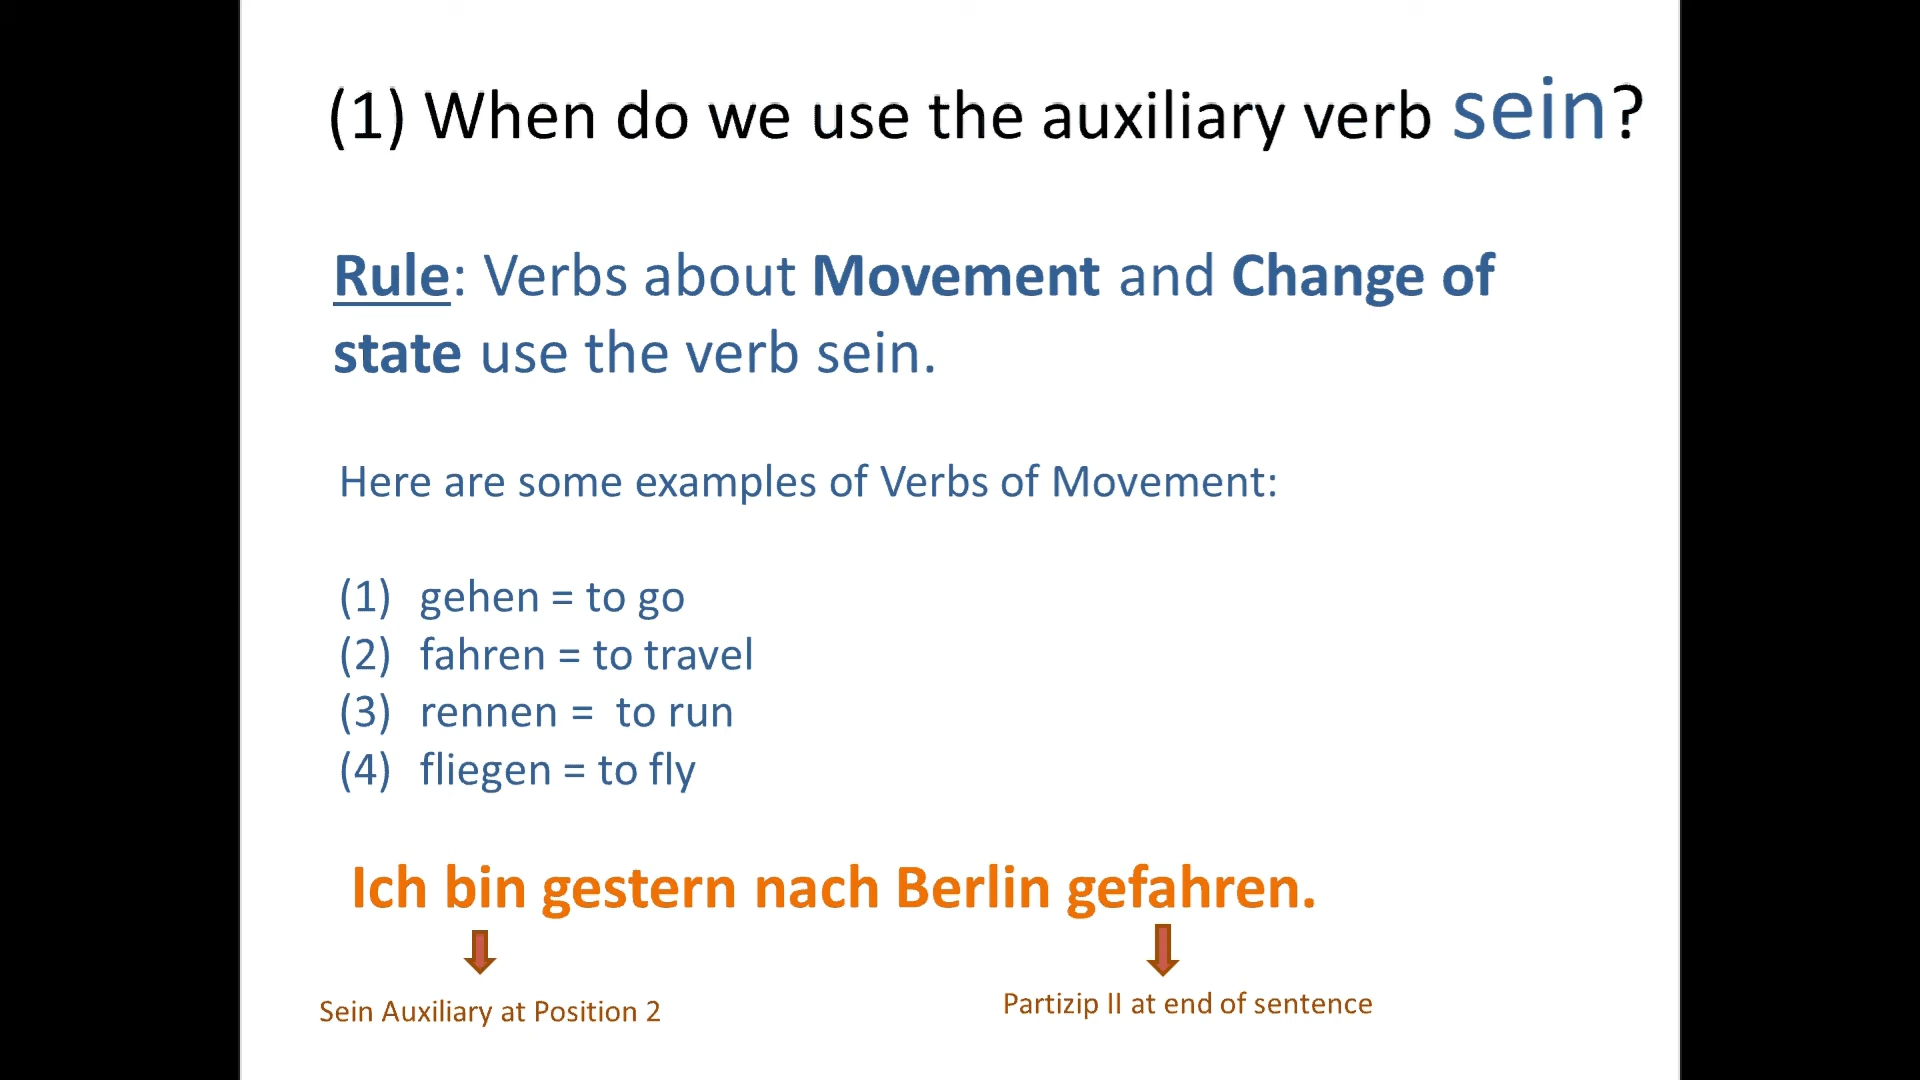 (1) When do we use the auxiliary verb sein?
Rule: Verbs about Movement and Change of
state use the verb sein.
Here are some examples of Verbs of Movement:
(1) gehen = to go
(2) fahren = to travel
(3) rennen = to run
(4) fliegen = to fly
Ich bin gestern nach Berlin gefahren.
Sein Auxiliary at Position 2
Partizip II at end of sentence